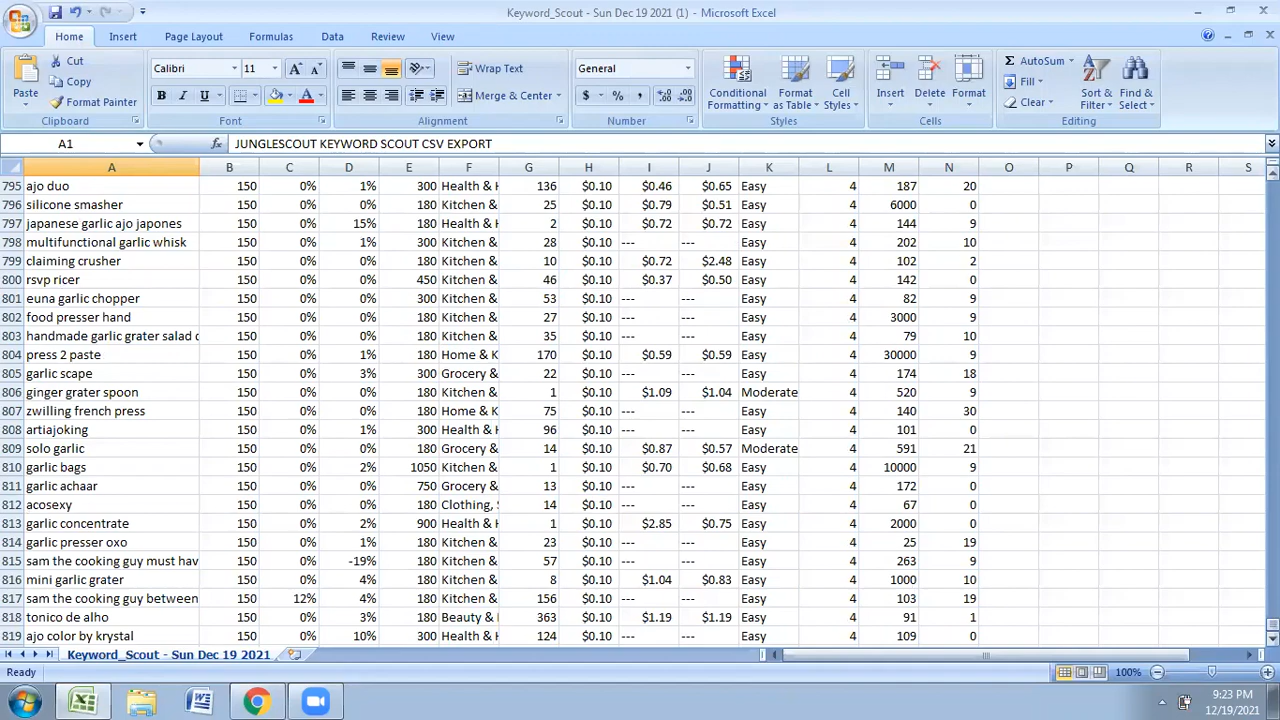 Keyword_Scout - Sun Dec 19 2021 (1) - Microsoft Excel
Home Insert Page Layout Formulas Data Review View
Cut
Copy
Format Painter
Paste
Clipboard
Calibri 11
B I U
Font
Wrap Text
Merge & Center
Alignment
General
$ % ,
Number
Conditional Formatting
Format as Table
Cell Styles
Styles
Insert Delete Format
Cells
AutoSum
Fill
Clear
Sort & Filter
Find & Select
Editing
A1 fx JUNGLESCOUT KEYWORD SCOUT CSV EXPORT
A B C D E F G H I J K L M N O P Q R S
795 ajo duo 150 0% 1% 300 Health & H 136 $0.10 $0.46 $0.65 Easy 4 187 20
796 silicone smasher 150 0% 0% 180 Kitchen & 25 $0.10 $0.79 $0.51 Easy 4 6000 0
797 japanese garlic ajo japones 150 0% 15% 180 Health & H 2 $0.10 $0.72 $0.72 Easy 4 144 9
798 multifunctional garlic whisk 150 0% 1% 300 Kitchen & 28 $0.10 --- --- Easy 4 202 10
799 claiming crusher 150 0% 0% 180 Kitchen & 10 $0.10 $0.72 $2.48 Easy 4 102 2
800 rsvp ricer 150 0% 0% 450 Kitchen & 46 $0.10 $0.37 $0.50 Easy 4 142 0
801 euna garlic chopper 150 0% 0% 300 Kitchen & 53 $0.10 --- --- Easy 4 82 9
802 food presser hand 150 0% 0% 180 Kitchen & 27 $0.10 --- --- Easy 4 3000 9
803 handmade garlic grater salad c 150 0% 0% 300 Kitchen & 35 $0.10 --- --- Easy 4 79 10
804 press 2 paste 150 0% 1% 180 Home & K 170 $0.10 $0.59 $0.59 Easy 4 30000 9
805 garlic scape 150 0% 3% 300 Grocery & 22 $0.10 --- --- Easy 4 174 18
806 ginger grater spoon 150 0% 0% 180 Kitchen & 1 $0.10 $1.09 $1.04 Moderate 4 520 9
807 zwilling french press 150 0% 0% 180 Home & K 75 $0.10 --- --- Easy 4 140 30
808 artiajoking 150 0% 1% 300 Health & H 96 $0.10 --- --- Easy 4 101 0
809 solo garlic 150 0% 0% 180 Grocery & 14 $0.10 $0.87 $0.57 Moderate 4 591 21
810 garlic bags 150 0% 2% 1050 Kitchen & 1 $0.10 $0.70 $0.68 Easy 4 10000 9
811 garlic achaar 150 0% 0% 750 Grocery & 13 $0.10 --- --- Easy 4 172 0
812 acosexy 150 0% 0% 180 Clothing, S 14 $0.10 --- --- Easy 4 67 0
813 garlic concentrate 150 0% 2% 900 Health & H 1 $0.10 $2.85 $0.75 Easy 4 2000 0
814 garlic presser oxo 150 0% 1% 180 Kitchen & 23 $0.10 --- --- Easy 4 25 19
815 sam the cooking guy must hav 150 0% -19% 180 Kitchen & 57 $0.10 --- --- Easy 4 263 9
816 mini garlic grater 150 0% 4% 180 Kitchen & 8 $0.10 $1.04 $0.83 Easy 4 1000 10
817 sam the cooking guy between 150 12% 4% 180 Kitchen & 156 $0.10 --- --- Easy 4 103 19
818 tonico de alho 150 0% 3% 180 Beauty & 363 $0.10 $1.19 $1.19 Easy 4 91 1
819 ajo color by krystal 150 0% 10% 300 Health & H 124 $0.10 --- --- Easy 4 109 0
Keyword_Scout - Sun Dec 19 2021
Ready 100%
9:23 PM
12/19/2021